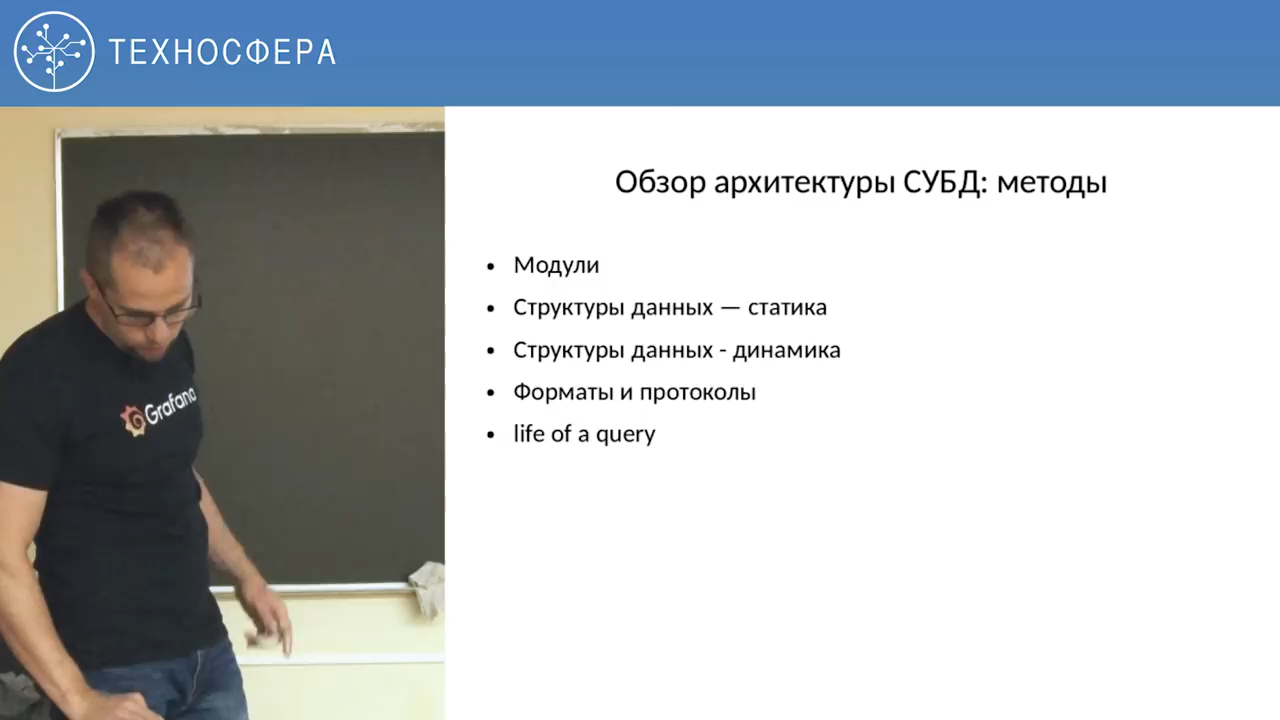 ТЕХНОСФЕРА
Обзор архитектуры СУБД: методы
• Модули
• Структуры данных — статика
• Структуры данных - динамика
• Форматы и протоколы
• life of a query
Grafana